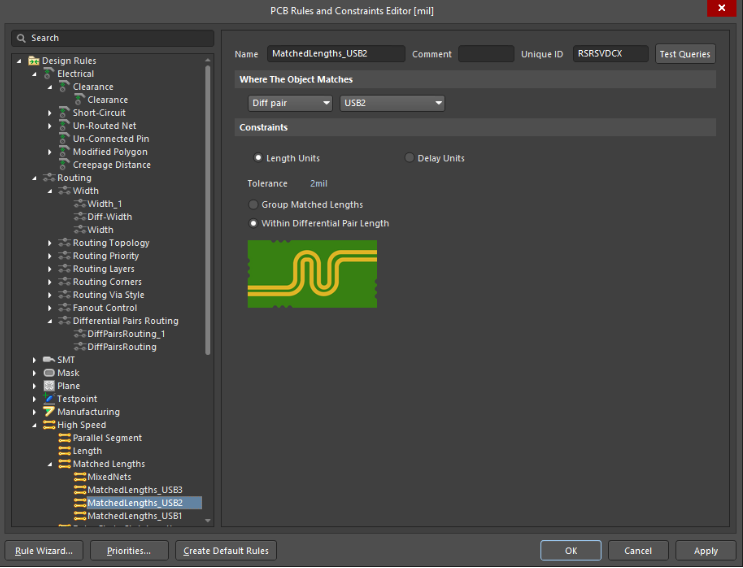 PCB Rules and Constraints Editor [mil]
Search
Name MatchedLengths_USB2 Comment Unique ID RSRSVDCX Test Queries
Design Rules
Electrical
Clearance
Clearance
Short-Circuit
Un-Routed Net
Un-Connected Pin
Modified Polygon
Creepage Distance
Routing
Width
Width_1
Diff-Width
Width
Routing Topology
Routing Priority
Routing Layers
Routing Corners
Routing Via Style
Fanout Control
Differential Pairs Routing
DiffPairsRouting_1
DiffPairsRouting
SMT
Mask
Plane
Testpoint
Manufacturing
High Speed
Parallel Segment
Length
Matched Lengths
MixedNets
MatchedLengths_USB3
MatchedLengths_USB2
MatchedLengths_USB1
Where The Object Matches
Diff pair USB2
Constraints
Length Units Delay Units
Tolerance 2mil
Group Matched Lengths
Within Differential Pair Length
Rule Wizard... Priorities... Create Default Rules OK Cancel Apply